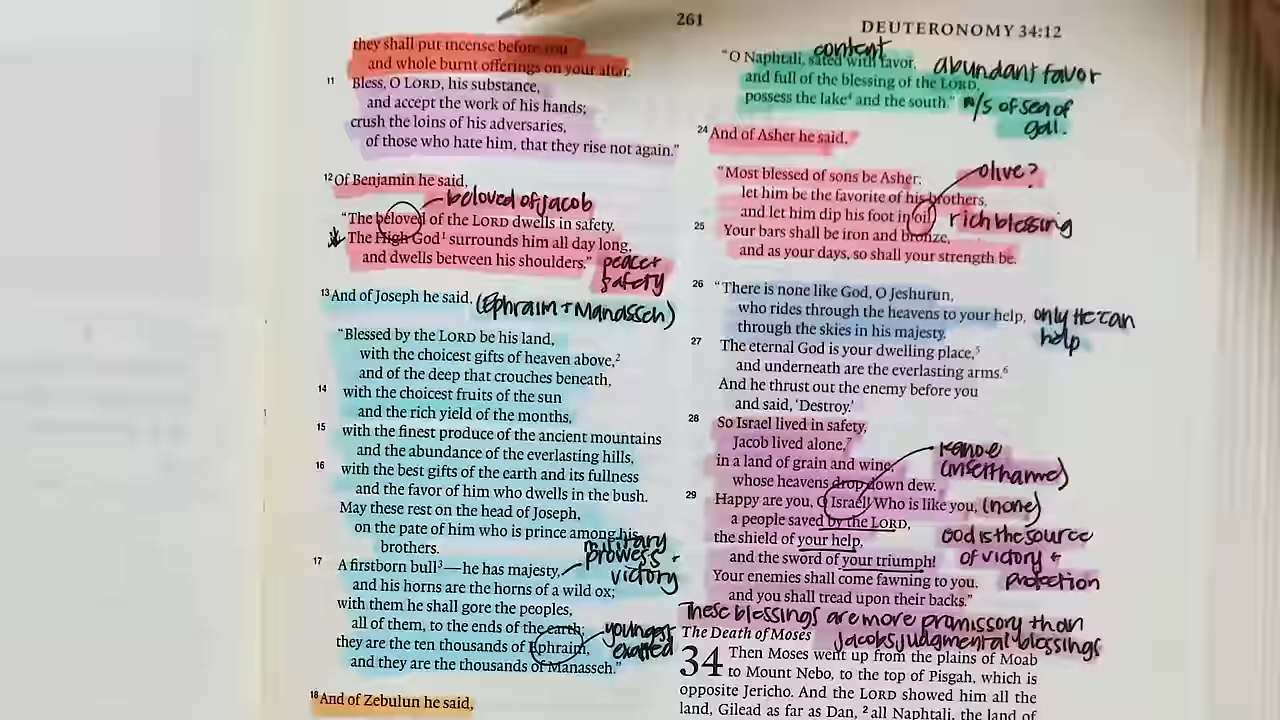 261
DEUTERONOMY 34:12
they shall put incense before you
and whole burnt offerings on your altar.
11 Bless, O LORD, his substance,
and accept the work of his hands;
crush the loins of his adversaries,
of those who hate him, that they rise not again."
12 Of Benjamin he said,
beloved of Jacob
"The beloved of the LORD dwells in safety.
The High God1 surrounds him all day long,
and dwells between his shoulders."
peace +
safety
13 And of Joseph he said, (Ephraim + Manasseh)
"Blessed by the LORD be his land,
with the choicest gifts of heaven above,2
and of the deep that crouches beneath,
14 with the choicest fruits of the sun
and the rich yield of the months,
15 with the finest produce of the ancient mountains
and the abundance of the everlasting hills,
16 with the best gifts of the earth and its fullness
and the favor of him who dwells in the bush.
May these rest on the head of Joseph,
on the pate of him who is prince among his
brothers.
military
prowess +
victory
17 A firstborn bull3—he has majesty,
and his horns are the horns of a wild ox;
with them he shall gore the peoples,
all of them, to the ends of the earth;
youngest
exalted
they are the ten thousands of Ephraim,
and they are the thousands of Manasseh."
18 And of Zebulun he said,
content
"O Naphtali, sated with favor,
abundant favor
and full of the blessing of the LORD,
possess the lake4 and the south."
w/s of sea of
gal.
24 And of Asher he said,
"Most blessed of sons be Asher;
olive?
let him be the favorite of his brothers,
and let him dip his foot in oil.
rich blessing
25 Your bars shall be iron and bronze,
and as your days, so shall your strength be.
26 "There is none like God, O Jeshurun,
who rides through the heavens to your help,
through the skies in his majesty.
only He can
help
27 The eternal God is your dwelling place,5
and underneath are the everlasting arms.6
And he thrust out the enemy before you
and said, 'Destroy.'
28 So Israel lived in safety,
Jacob lived alone,7
in a land of grain and wine,
whose heavens drop down dew.
(insert name)
29 Happy are you, O Israel! Who is like you, (none)
a people saved by the LORD,
the shield of your help,
and the sword of your triumph!
God is the source
of victory +
protection
Your enemies shall come fawning to you,
and you shall tread upon their backs."
These blessings are more promissory than
Jacobs judgmental blessings
The Death of Moses
34 Then Moses went up from the plains of Moab
to Mount Nebo, to the top of Pisgah, which is
opposite Jericho. And the LORD showed him all the
land, Gilead as far as Dan, 2 all Naphtali, the land of